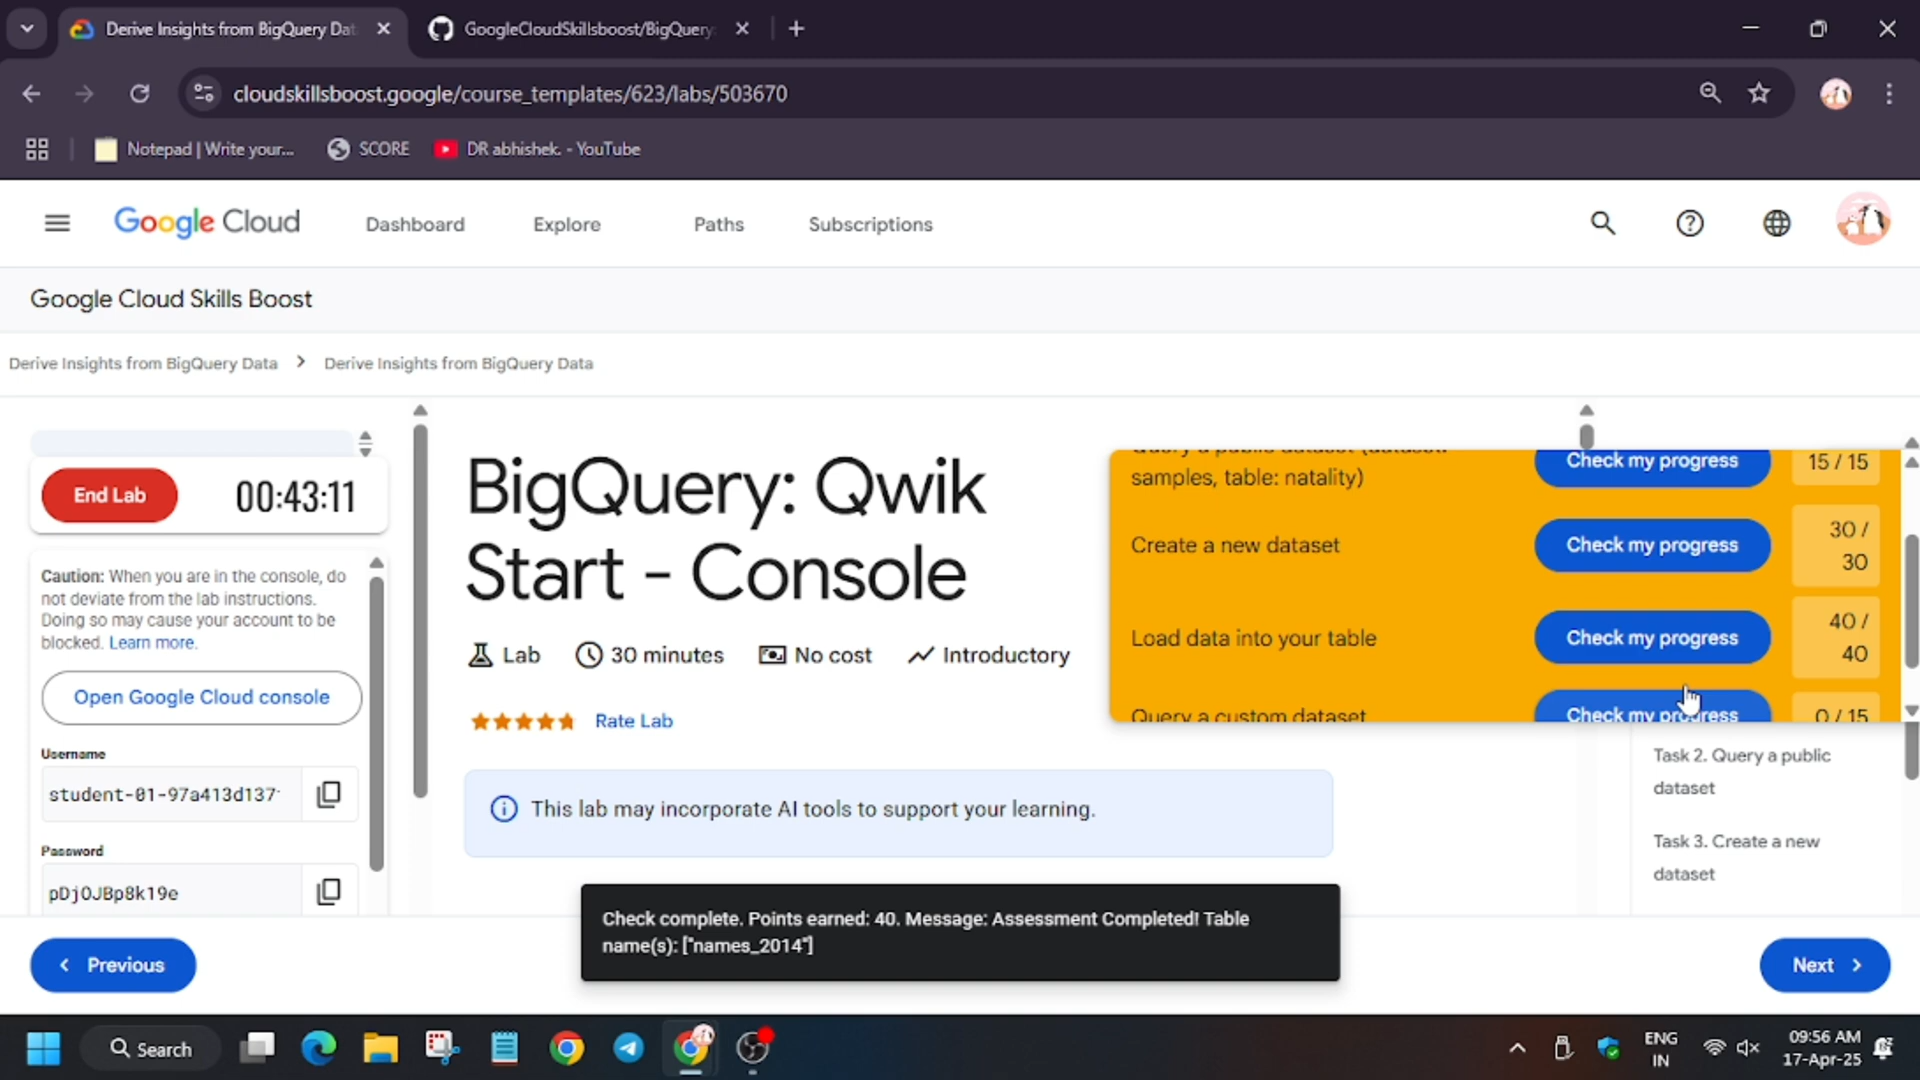 Derive Insights from BigQuery Dat
GoogleCloudSkillsboost/BigQuery
cloudskillsboost.google/course_templates/623/labs/503670
Notepad | Write your...
SCORE
DR abhishek. - YouTube
Google Cloud
Dashboard
Explore
Paths
Subscriptions
Google Cloud Skills Boost
Derive Insights from BigQuery Data > Derive Insights from BigQuery Data
End Lab
00:43:11
Caution: When you are in the console, do
not deviate from the lab instructions.
Doing so may cause your account to be
blocked. Learn more.
Open Google Cloud console
Username
student-01-97a413d137
Password
pDjOJBp8k19e
BigQuery: Qwik
Start - Console
Lab
30 minutes
No cost
Introductory
Rate Lab
This lab may incorporate AI tools to support your learning.
Query a public dataset (dataset:
samples, table: natality)
Check my progress
15 / 15
Create a new dataset
Check my progress
30 /
30
Load data into your table
Check my progress
40 /
40
Query a custom dataset
Check my progress
0 / 15
Task 2. Query a public
dataset
Task 3. Create a new
dataset
Check complete. Points earned: 40. Message: Assessment Completed! Table
name(s): ["names_2014"]
Previous
Next
Search
ENG
IN
09:56 AM
17-Apr-25